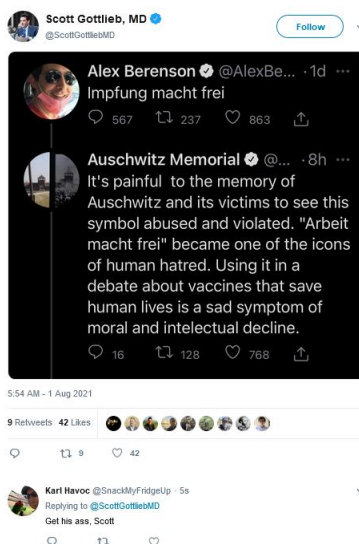 Scott Gottlieb, MD
@ScottGottliebMD
Follow
Alex Berenson @AlexBe... · 1d ···
Impfung macht frei
567 237 863
Auschwitz Memorial @... · 8h ···
It's painful to the memory of
Auschwitz and its victims to see this
symbol abused and violated. "Arbeit
macht frei" became one of the icons
of human hatred. Using it in a
debate about vaccines that save
human lives is a sad symptom of
moral and intelectual decline.
16 128 768
5:54 AM - 1 Aug 2021
9 Retweets 42 Likes
9 42
Karl Havoc @SnackMyFridgeUp · 5s
Replying to @ScottGottliebMD
Get his ass, Scott